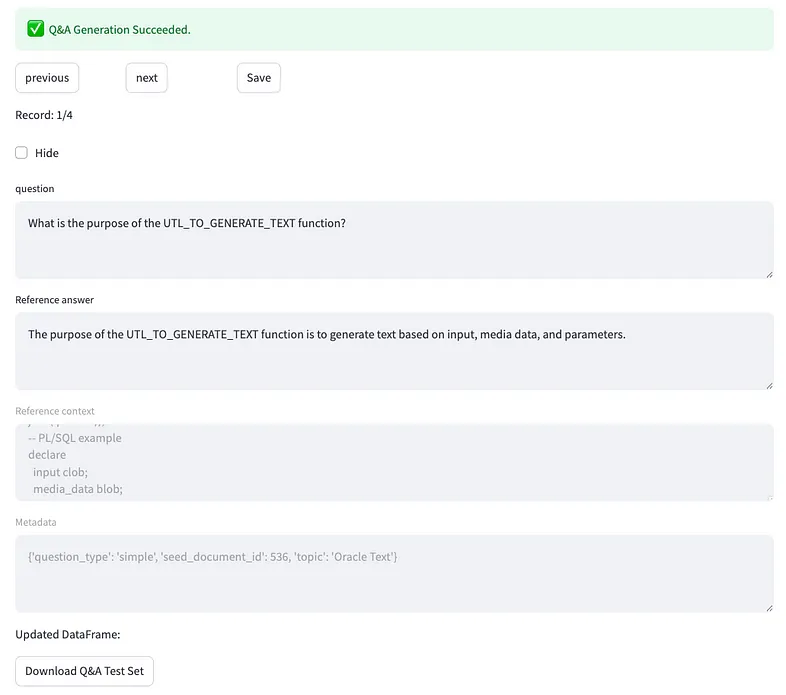 Q&A Generation Succeeded.
previous next Save
Record: 1/4
Hide
question
What is the purpose of the UTL_TO_GENERATE_TEXT function?
Reference answer
The purpose of the UTL_TO_GENERATE_TEXT function is to generate text based on input, media data, and parameters.
Reference context
-- PL/SQL example
declare
input clob;
media_data blob;
Metadata
{'question_type': 'simple', 'seed_document_id': 536, 'topic': 'Oracle Text'}
Updated DataFrame:
Download Q&A Test Set